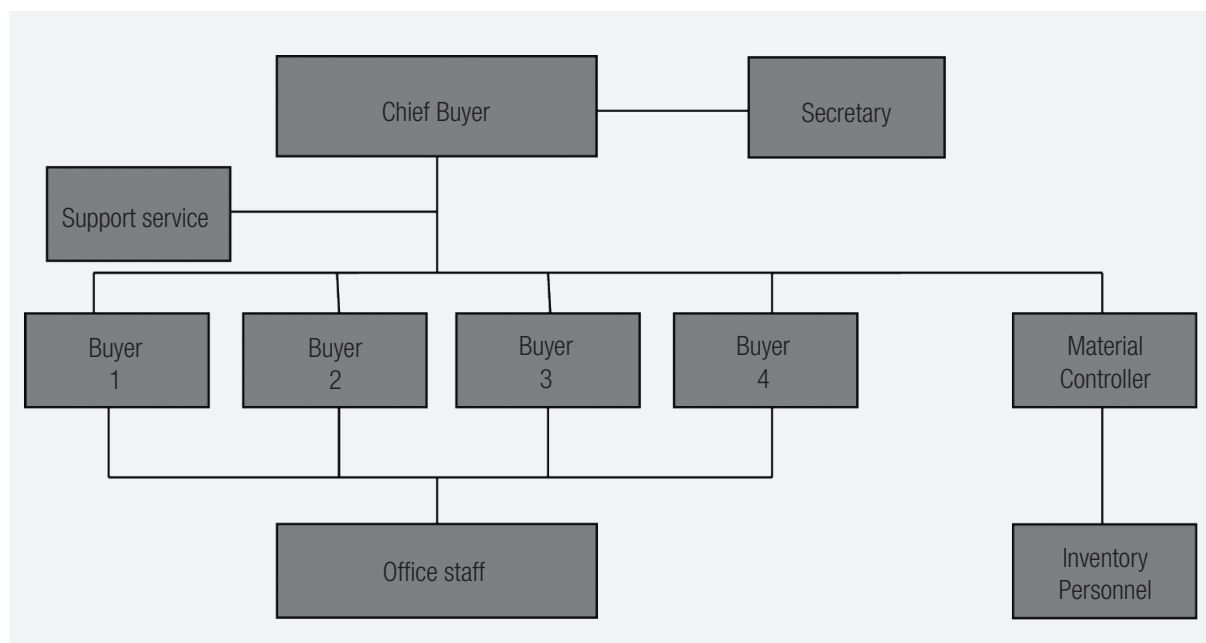 Chief Buyer
Secretary
Support service
Buyer
1
Buyer
2
Buyer
3
Buyer
4
Material
Controller
Office staff
Inventory
Personnel